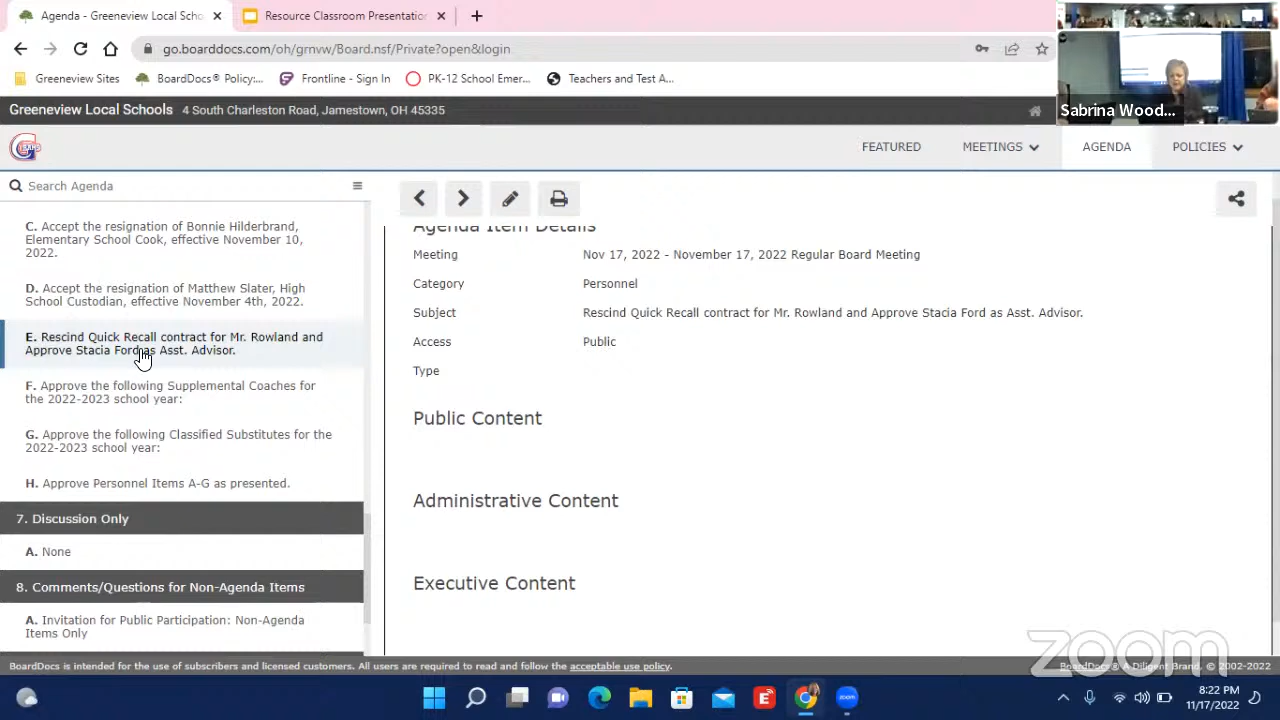 Agenda - Greeneview Local Scho
Resource Classroom Presentation
go.boarddocs.com/oh/grnvw/Board.nsf/Private?open&login
Greeneview Sites
BoardDocs® Policy,...
Frontline - Sign In
12 School Emer...
Teachers and Test A...
Sabrina Wood...
Greeneview Local Schools 4 South Charleston Road, Jamestown, OH 45335
FEATURED
MEETINGS
AGENDA
POLICIES
Search Agenda
C. Accept the resignation of Bonnie Hilderbrand,
Elementary School Cook, effective November 10,
2022.
D. Accept the resignation of Matthew Slater, High
School Custodian, effective November 4th, 2022.
E. Rescind Quick Recall contract for Mr. Rowland and
Approve Stacia Ford as Asst. Advisor.
F. Approve the following Supplemental Coaches for
the 2022-2023 school year:
G. Approve the following Classified Substitutes for the
2022-2023 school year:
H. Approve Personnel Items A-G as presented.
7. Discussion Only
A. None
8. Comments/Questions for Non-Agenda Items
A. Invitation for Public Participation: Non-Agenda
Items Only
Agenda Item Details
Meeting Nov 17, 2022 - November 17, 2022 Regular Board Meeting
Category Personnel
Subject Rescind Quick Recall contract for Mr. Rowland and Approve Stacia Ford as Asst. Advisor.
Access Public
Type
Public Content
Administrative Content
Executive Content
zoom
BoardDocs is intended for the use of subscribers and licensed customers. All users are required to read and follow the acceptable use policy.
BoardDocs® A Diligent Brand. © 2002-2022
zoom
8:22 PM
11/17/2022